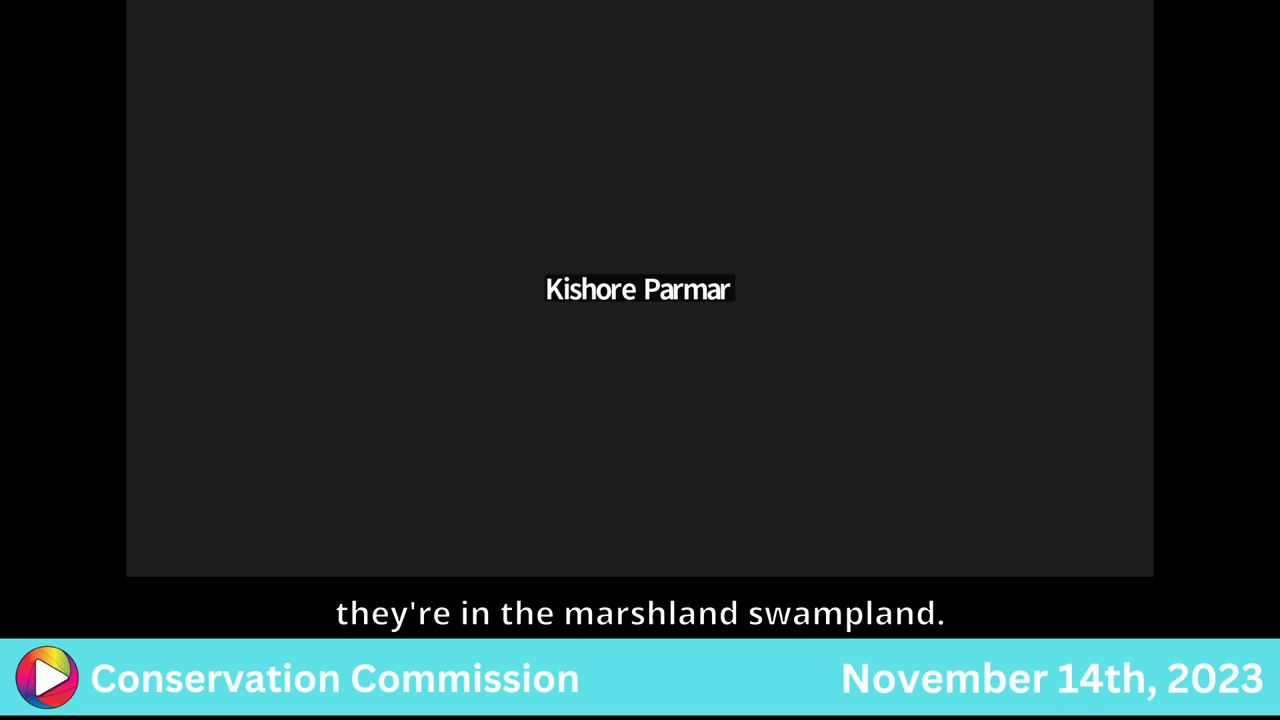 Kishore Parmar
they're in the marshland swampland.
Conservation Commission
November 14th, 2023